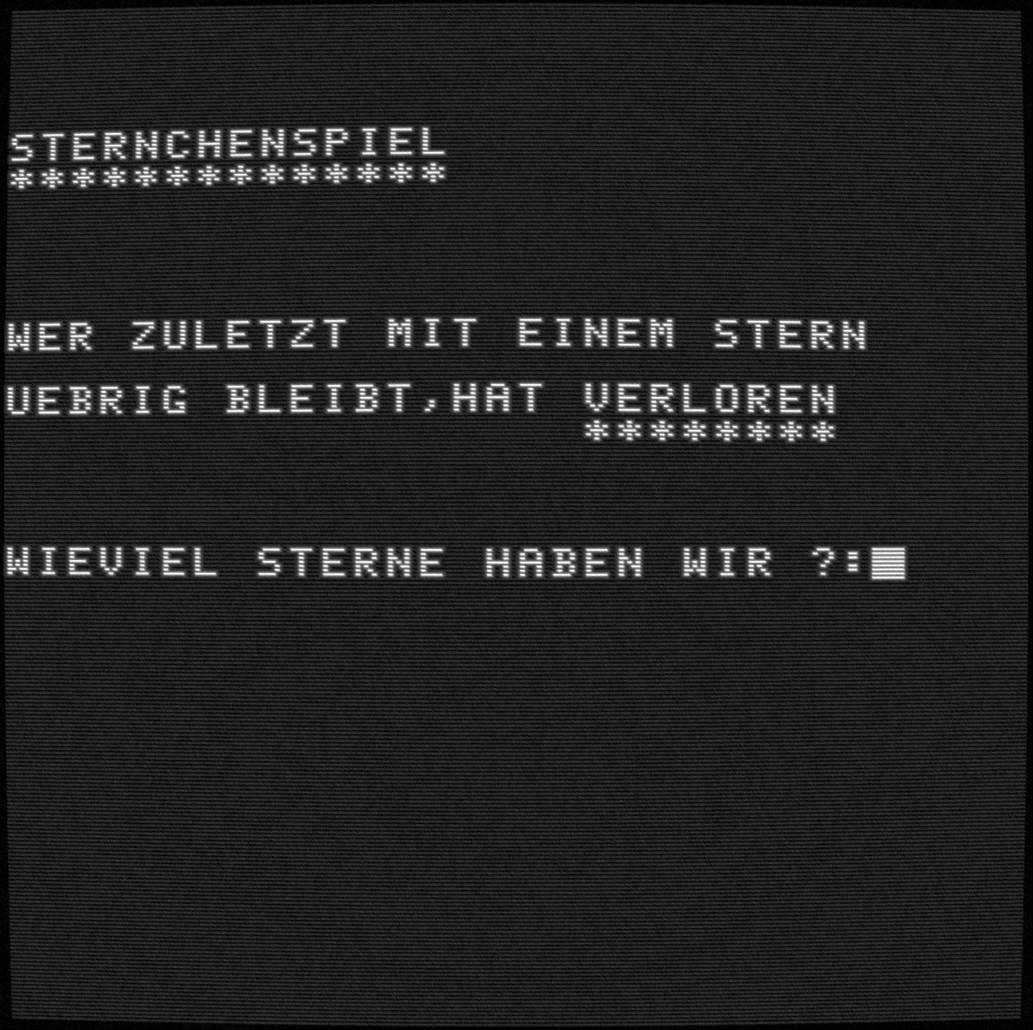 STERNCHENSPIEL
**************
WER ZULETZT MIT EINEM STERN
UEBRIG BLEIBT,HAT VERLOREN
********
WIEVIEL STERNE HABEN WIR ?: